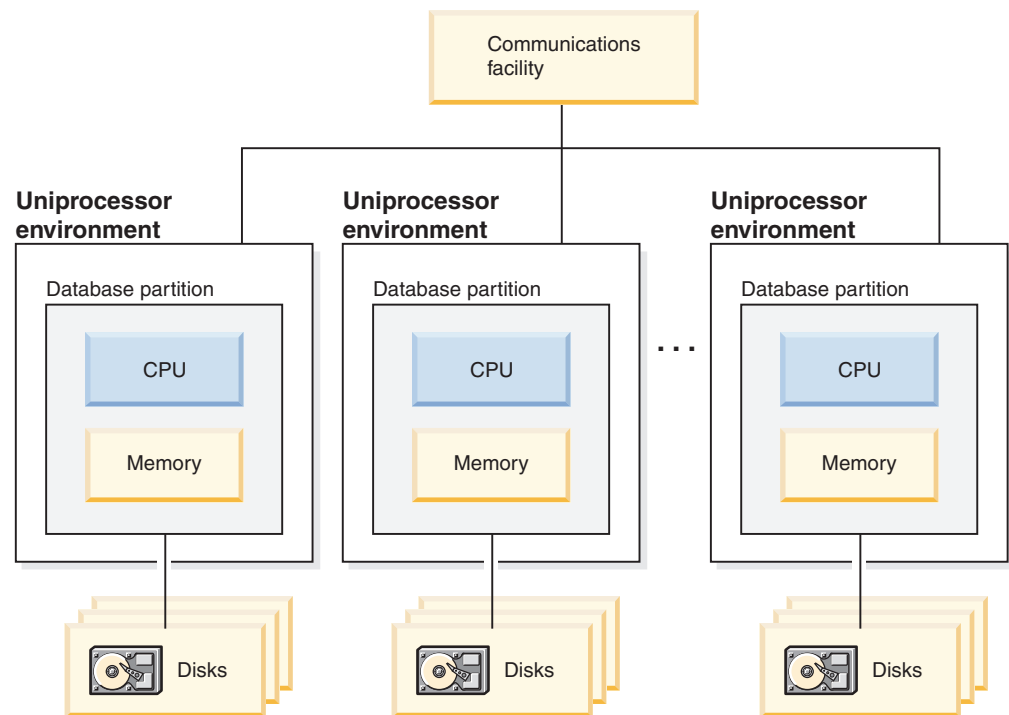 Communications
facility
Uniprocessor
environment
Uniprocessor
environment
Uniprocessor
environment
Database partition
Database partition
Database partition
CPU
CPU
...
CPU
Memory
Memory
Memory
Disks
Disks
Disks